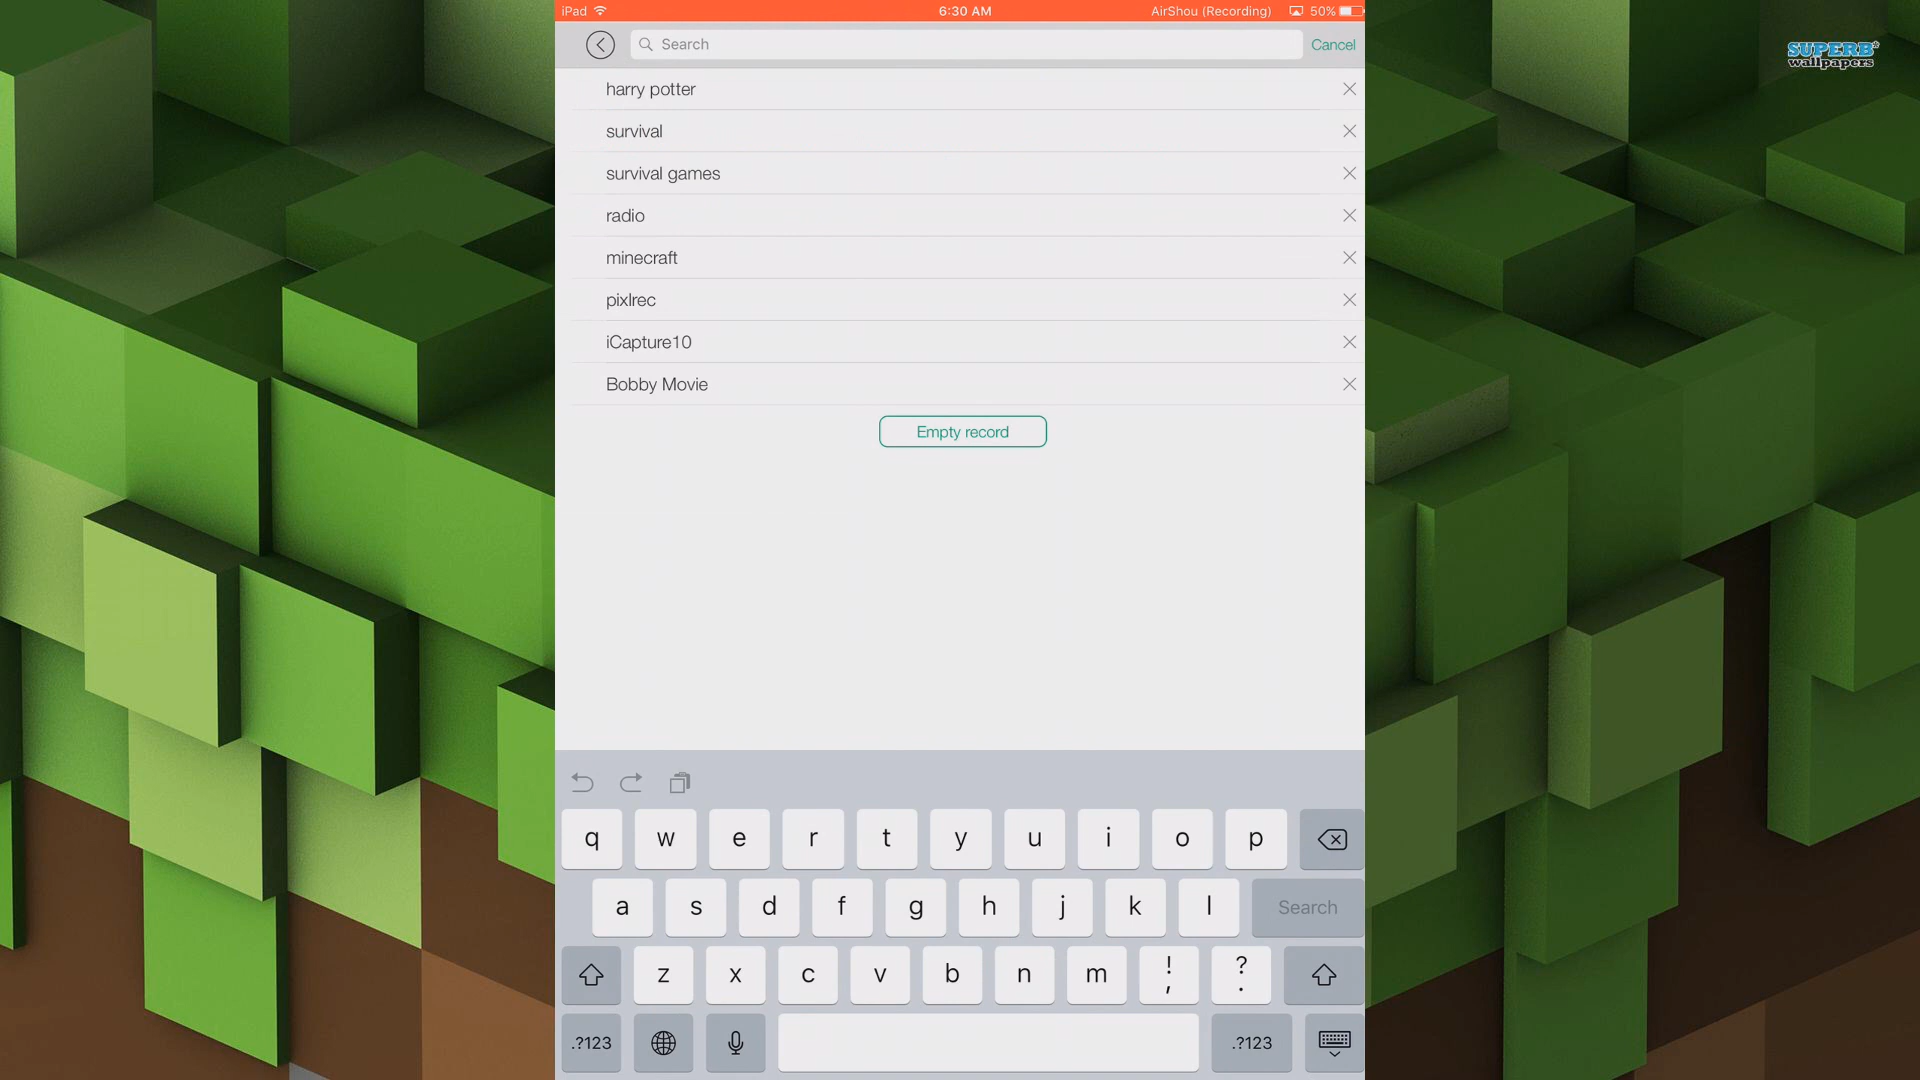 iPad 6:30 AM AirShou (Recording) 50%
SUPERB
wallpapers
Search Cancel
harry potter
survival
survival games
radio
minecraft
pixlrec
iCapture10
Bobby Movie
Empty record
q w e r t y u i o p
a s d f g h j k l Search
z x c v b n m ! , ? .
.?123 .?123